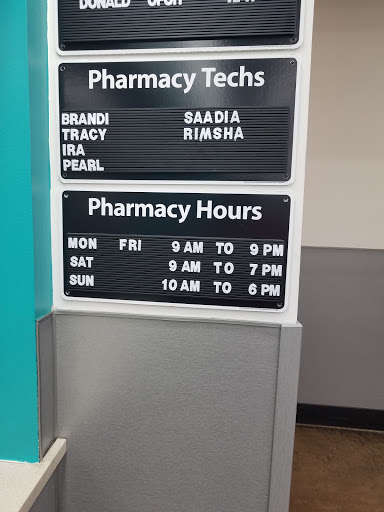 DONALD
Pharmacy Techs
BRANDI SAADIA
TRACY RIMSHA
IRA
PEARL
Pharmacy Hours
MON FRI 9 AM TO 9 PM
SAT 9 AM TO 7 PM
SUN 10 AM TO 6 PM